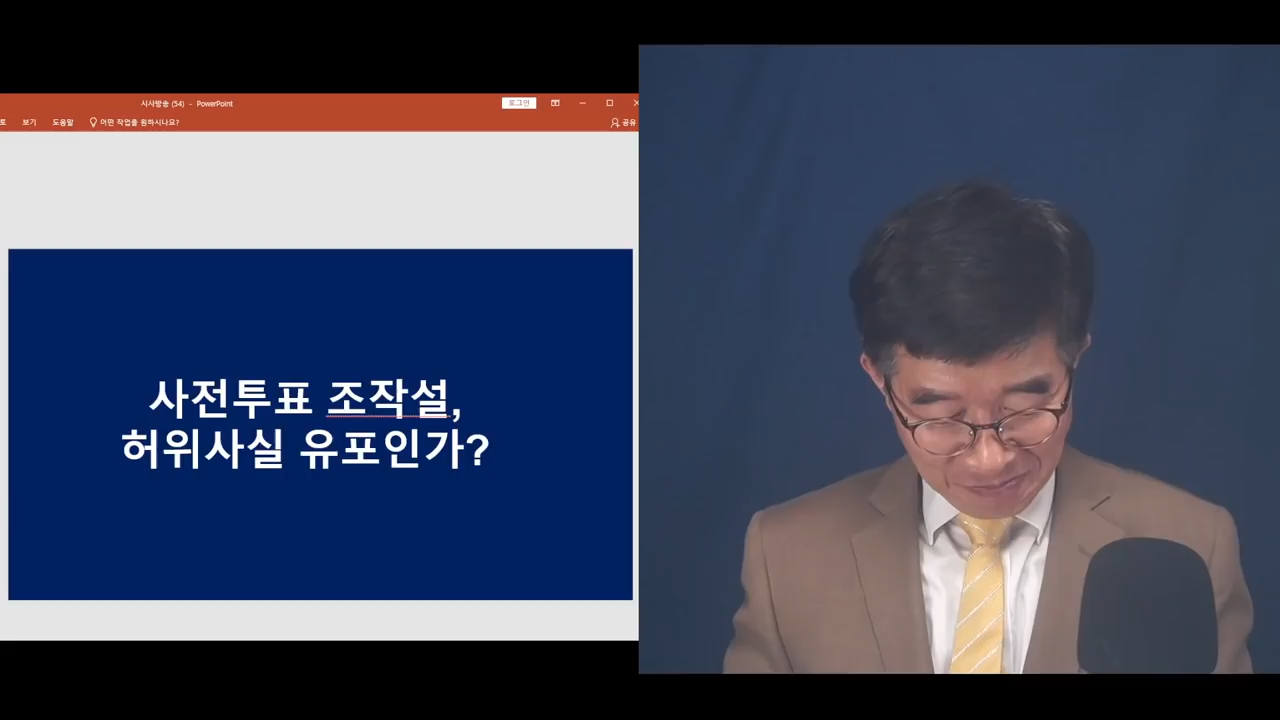 시사방송 (54) - PowerPoint
로그인
토 보기 도움말 어떤 작업을 원하시나요?
공유
사전투표 조작설,
허위사실 유포인가?